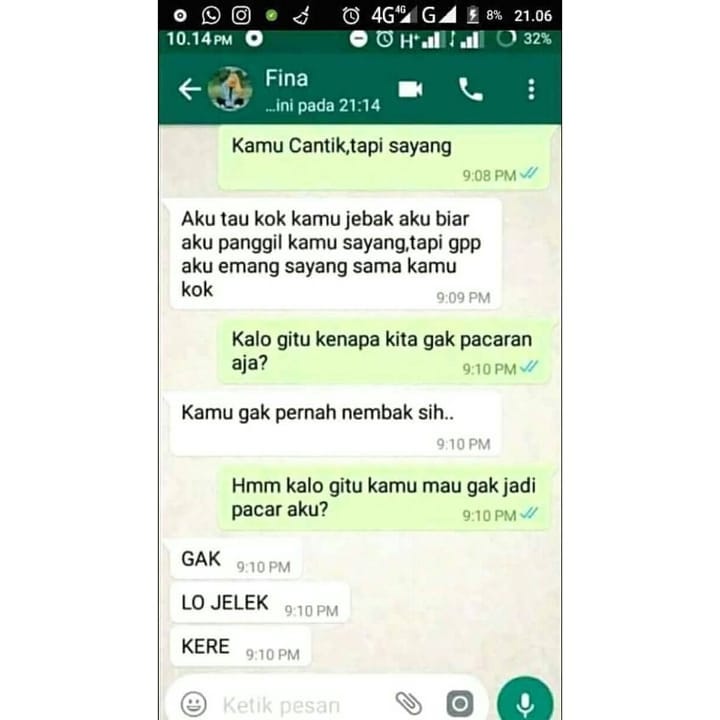 4G 4G G 8% 21.06
10.14 PM H+ 32%
Fina
...ini pada 21:14
Kamu Cantik,tapi sayang
9:08 PM
Aku tau kok kamu jebak aku biar
aku panggil kamu sayang,tapi gpp
aku emang sayang sama kamu
kok
9:09 PM
Kalo gitu kenapa kita gak pacaran
aja?
9:10 PM
Kamu gak pernah nembak sih..
9:10 PM
Hmm kalo gitu kamu mau gak jadi
pacar aku?
9:10 PM
GAK 9:10 PM
LO JELEK 9:10 PM
KERE 9:10 PM
Ketik pesan